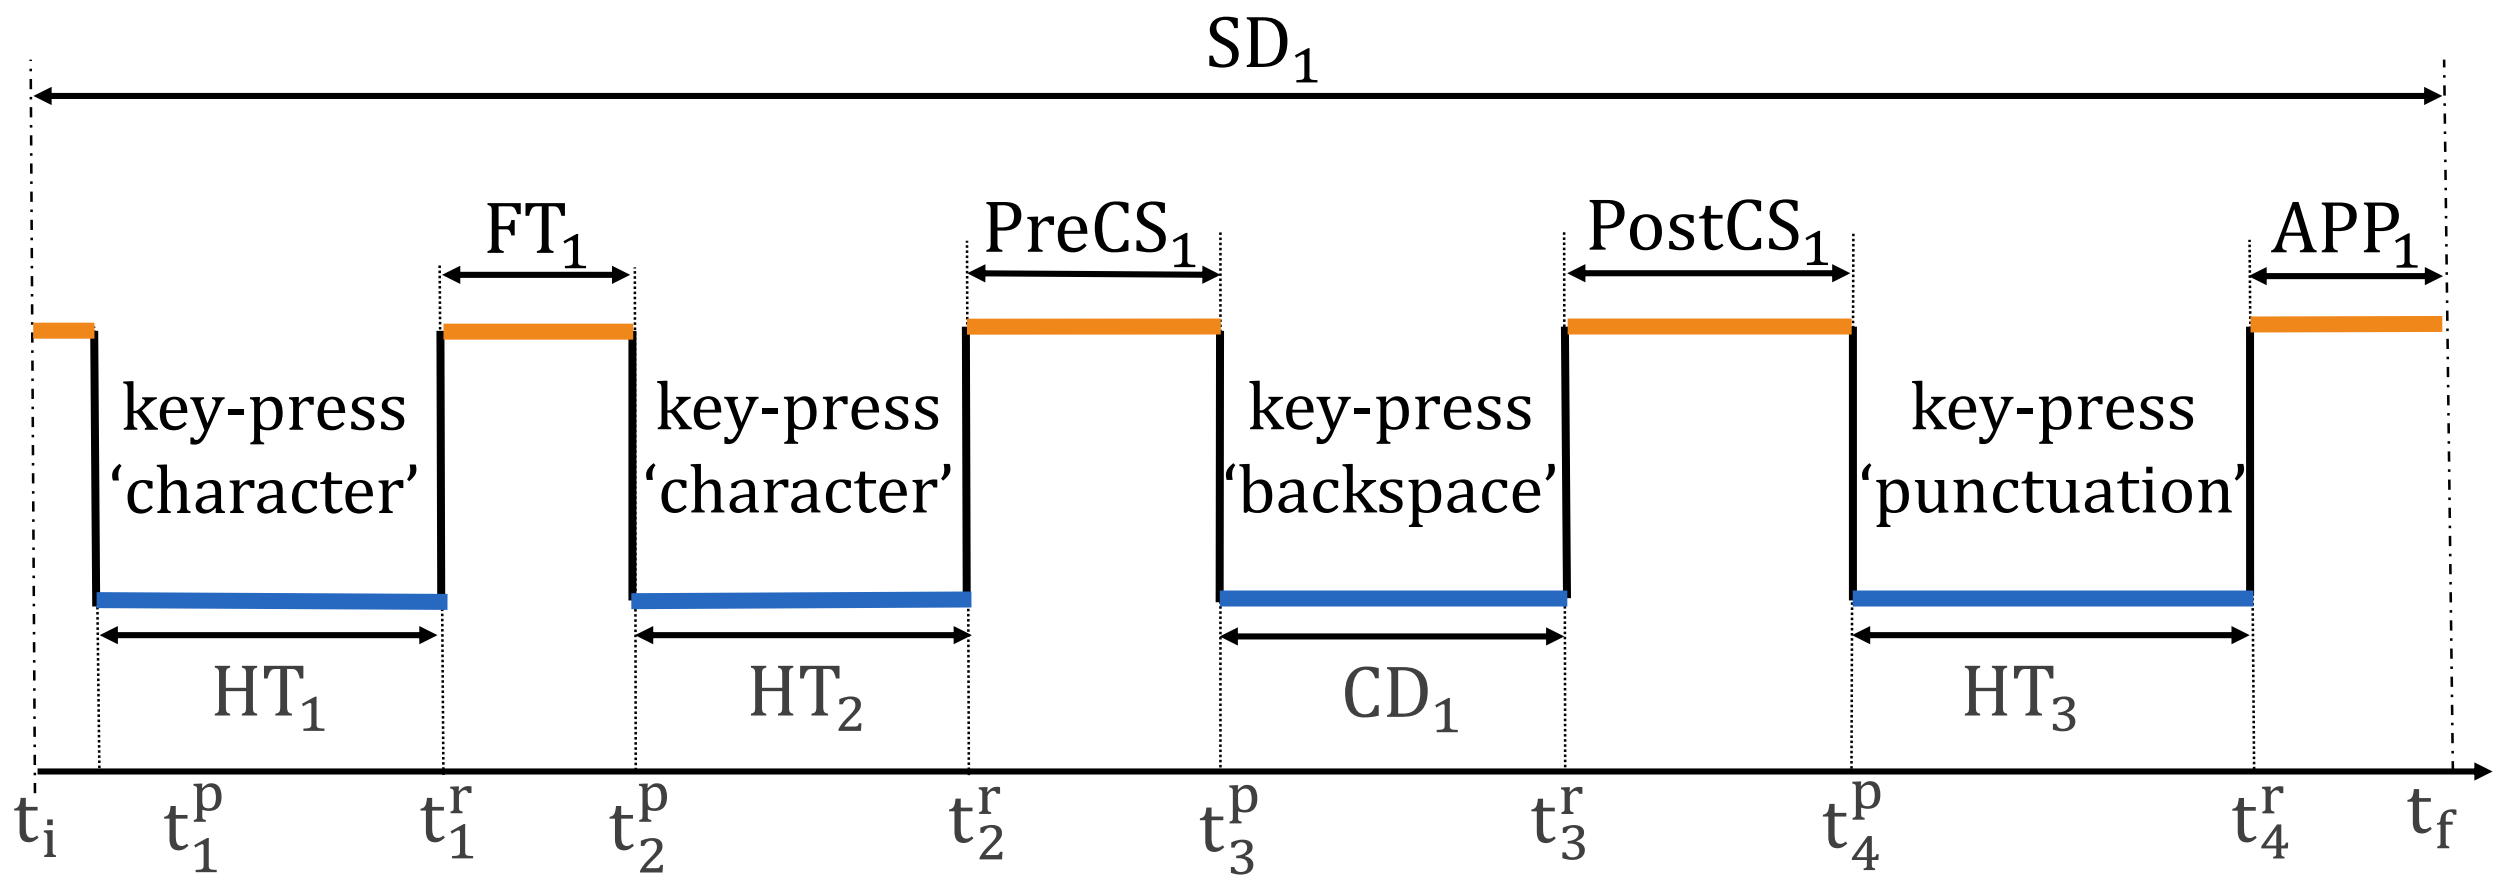 SD₁
FT₁ PreCS₁ PostCS₁ APP₁
key-press key-press key-press key-press
‘character’ ‘character’ ‘backspace’ ‘punctuation’
HT₁ HT₂ CD₁ HT₃
tᵢ t₁ᵖ t₁ʳ t₂ᵖ t₂ʳ t₃ᵖ t₃ʳ t₄ᵖ t₄ʳ t_f